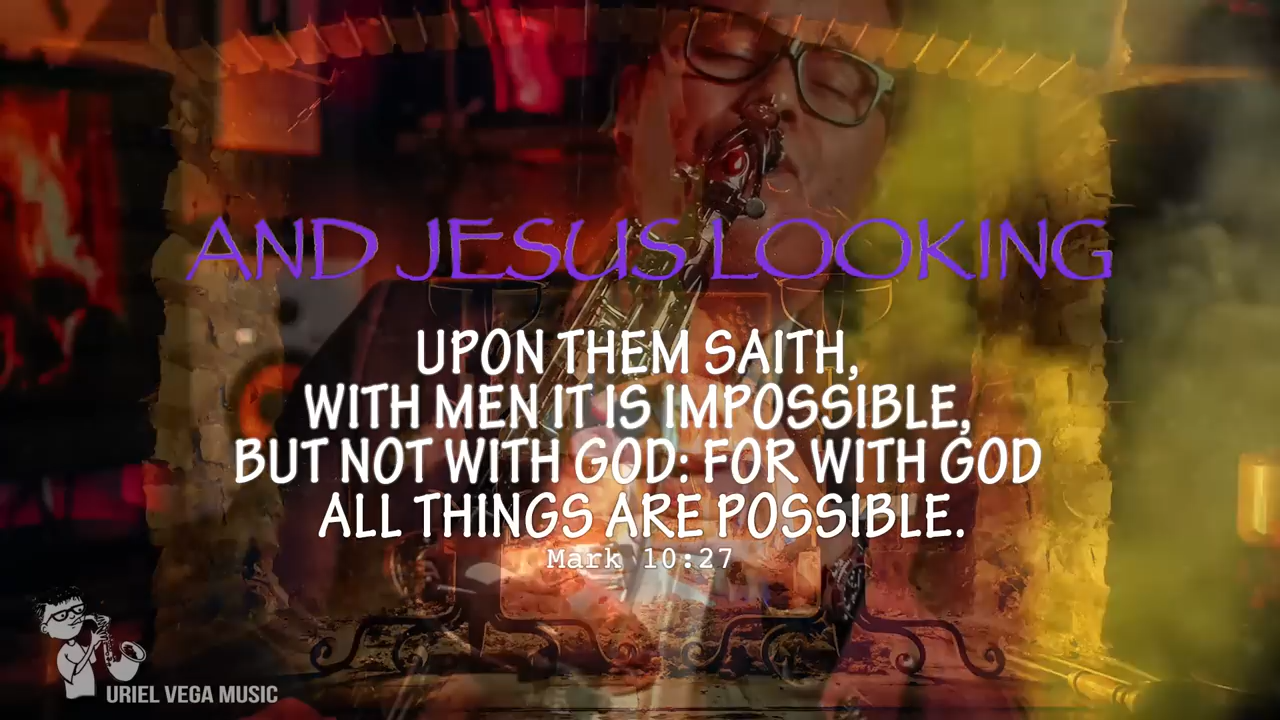 AND JESUS LOOKING
UPON THEM SAITH,
WITH MEN IT IS IMPOSSIBLE,
BUT NOT WITH GOD: FOR WITH GOD
ALL THINGS ARE POSSIBLE.
Mark 10:27
URIEL VEGA MUSIC